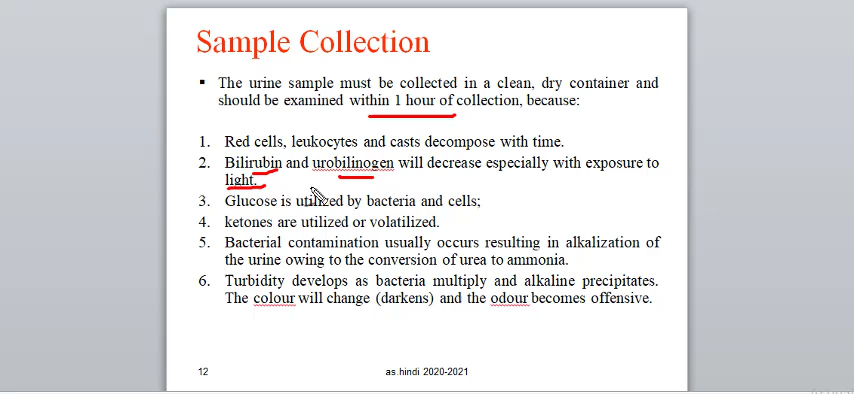 Sample Collection
▪ The urine sample must be collected in a clean, dry container and
should be examined within 1 hour of collection, because:
1. Red cells, leukocytes and casts decompose with time.
2. Bilirubin and urobilinogen will decrease especially with exposure to
light.
3. Glucose is utilized by bacteria and cells;
4. ketones are utilized or volatilized.
5. Bacterial contamination usually occurs resulting in alkalization of
the urine owing to the conversion of urea to ammonia.
6. Turbidity develops as bacteria multiply and alkaline precipitates.
The colour will change (darkens) and the odour becomes offensive.
12 as.hindi 2020-2021